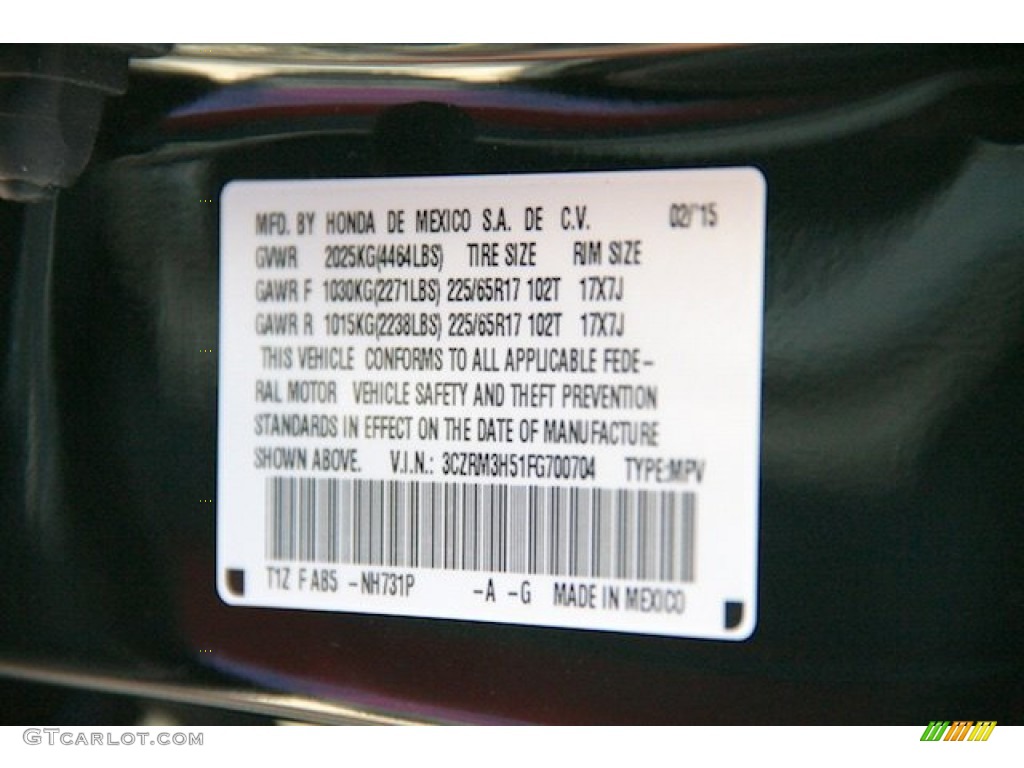 MFD. BY HONDA DE MEXICO S.A. DE C.V. 02/'15
GVWR 2025KG(4464LBS) TIRE SIZE RIM SIZE
GAWR F 1030KG(2271LBS) 225/65R17 102T 17X7J
GAWR R 1015KG(2238LBS) 225/65R17 102T 17X7J
THIS VEHICLE CONFORMS TO ALL APPLICABLE FEDE-
RAL MOTOR VEHICLE SAFETY AND THEFT PREVENTION
STANDARDS IN EFFECT ON THE DATE OF MANUFACTURE
SHOWN ABOVE. V.I.N.: 3CZRM3H51FG700704 TYPE:MPV
T1Z F AB5 -NH731P -A -G MADE IN MEXICO
GTCARLOT.COM